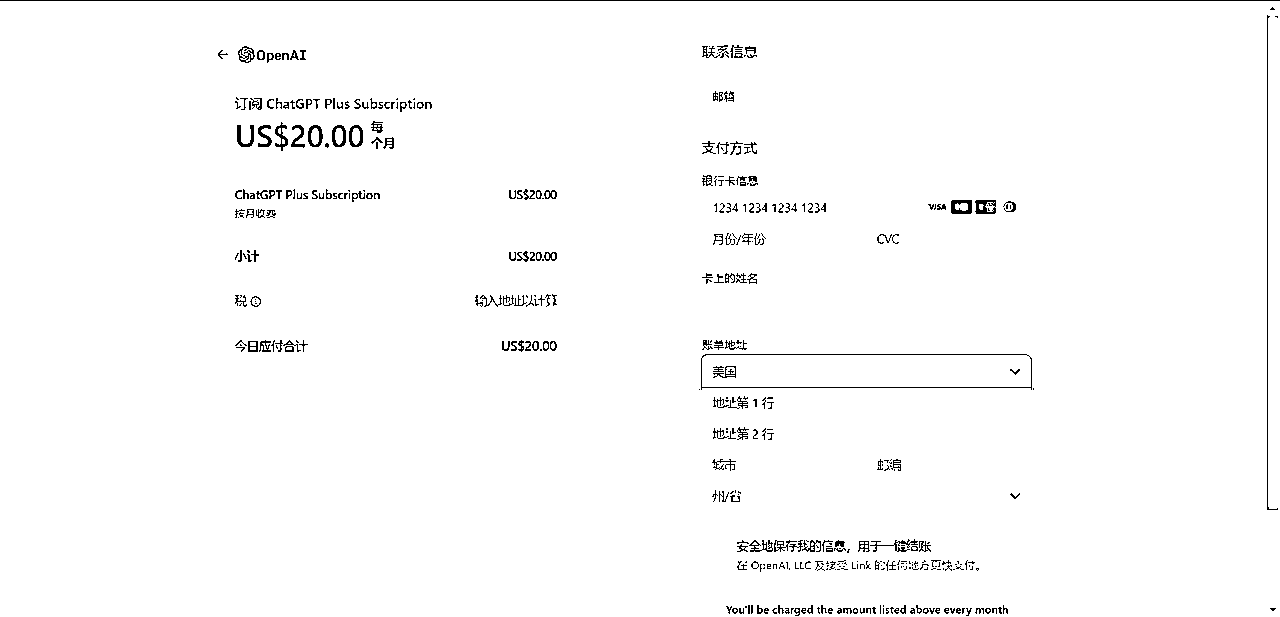 OpenAI
订阅 ChatGPT Plus Subscription
US$20.00 每个月
ChatGPT Plus Subscription US$20.00
按月收费
小计 US$20.00
税 输入地址以计算
今日应付合计 US$20.00
联系信息
邮箱
支付方式
银行卡信息
1234 1234 1234 1234 VISA
月份/年份 CVC
卡上的姓名
账单地址
美国
地址第 1 行
地址第 2 行
城市 邮编
州/省
安全地保存我的信息，用于一键结账
在 OpenAI, LLC 及接受 Link 的任何地方更快支付。
You'll be charged the amount listed above every month